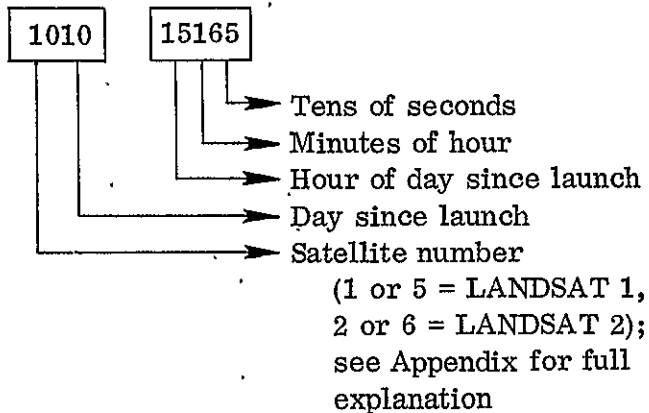 1010 15165
Tens of seconds
Minutes of hour
Hour of day since launch
Day since launch
Satellite number
(1 or 5 = LANDSAT 1,
2 or 6 = LANDSAT 2);
see Appendix for full
explanation